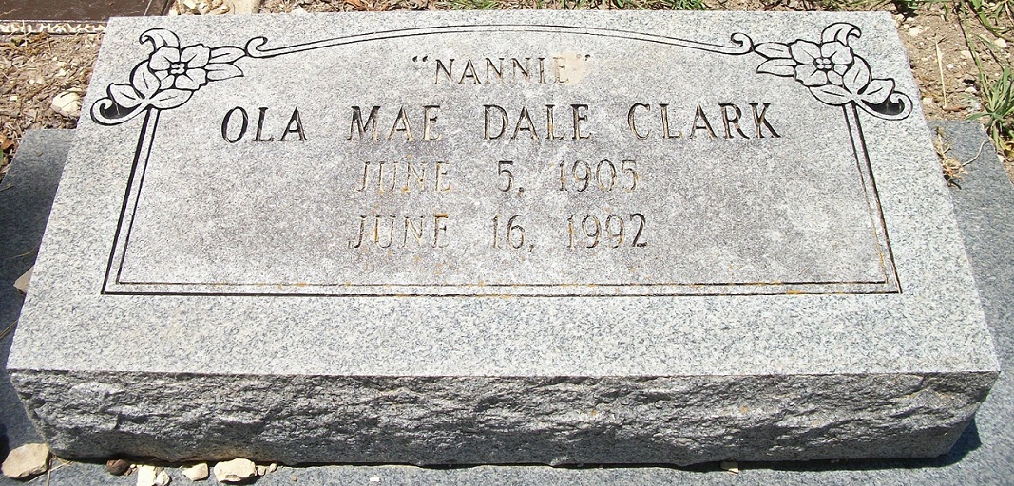 "NANNIE"
OLA MAE DALE CLARK
JUNE 5, 1905
JUNE 16, 1992